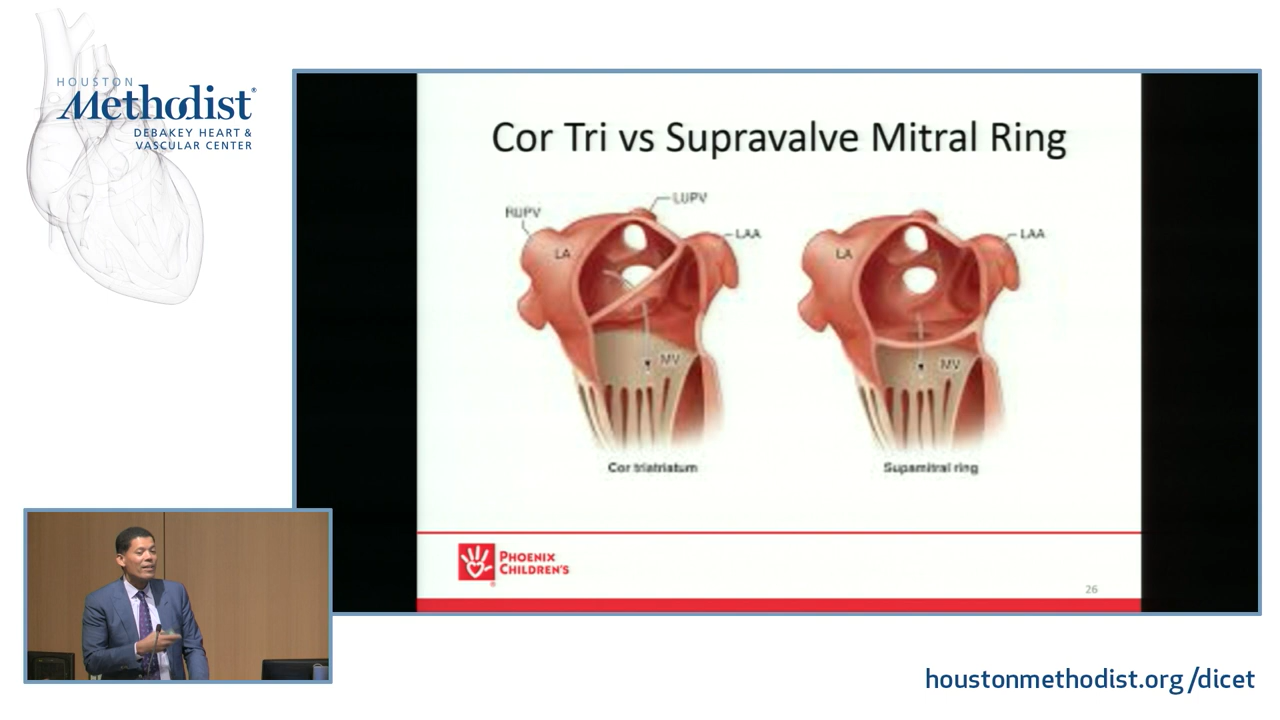 HOUSTON
Methodist®
DEBAKEY HEART &
VASCULAR CENTER
Cor Tri vs Supravalve Mitral Ring
RUPV
LUPV
LAA
LA
MV
Cor triatriatum
LA
LAA
MV
Supamitral ring
PHOENIX
CHILDREN'S
®
26
houstonmethodist.org/dicet